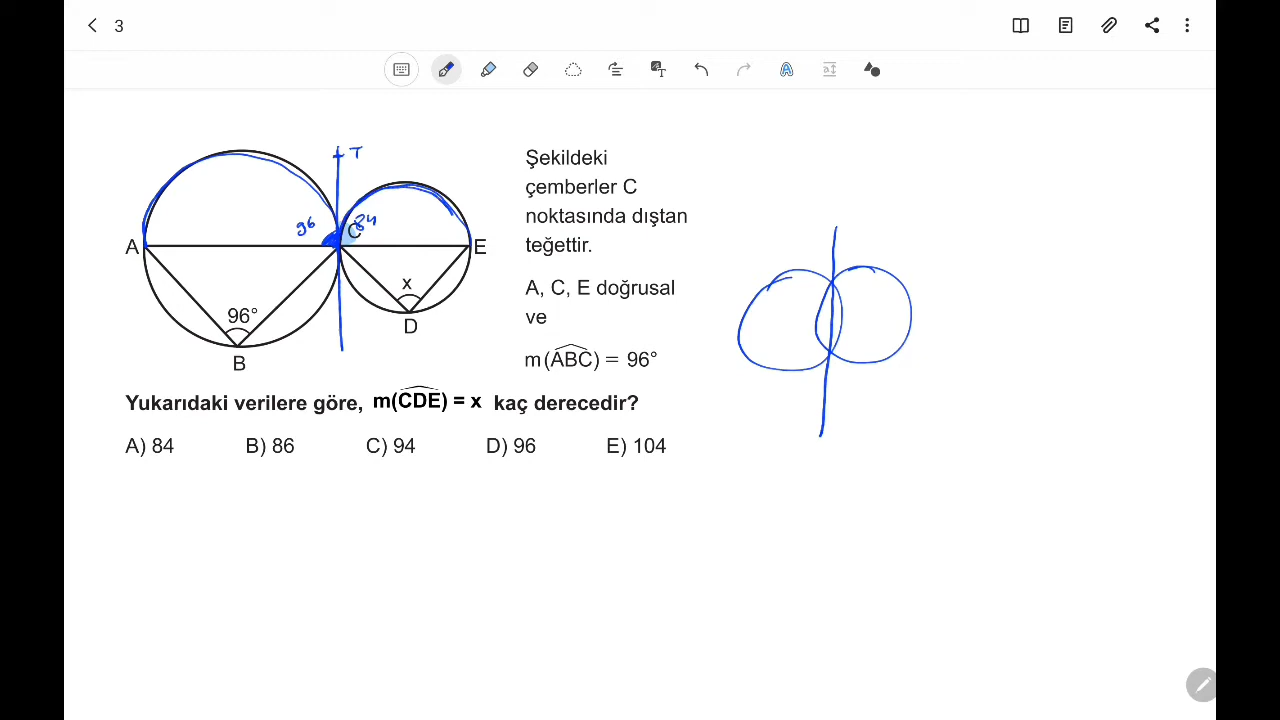 3
T
96 84
C
A
E
x
96°
D
B
Şekildeki
çemberler C
noktasında dıştan
teğettir.
A, C, E doğrusal
ve
m(ABC) = 96°
Yukarıdaki verilere göre, m(CDE) = x kaç derecedir?
A) 84 B) 86 C) 94 D) 96 E) 104